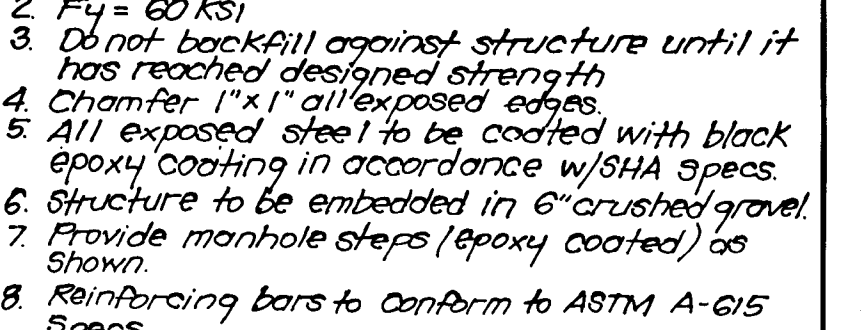 2. Fy = 60 KSI
3. Do not backfill against structure until it
has reached designed strength
4. Chamfer 1"x1" all exposed edges.
5. All exposed steel to be coated with black
epoxy coating in accordance w/SHA Specs.
6. Structure to be embedded in 6" crushed gravel.
7. Provide manhole steps (epoxy coated) as
Shown.
8. Reinforcing bars to conform to ASTM A-615
Specs